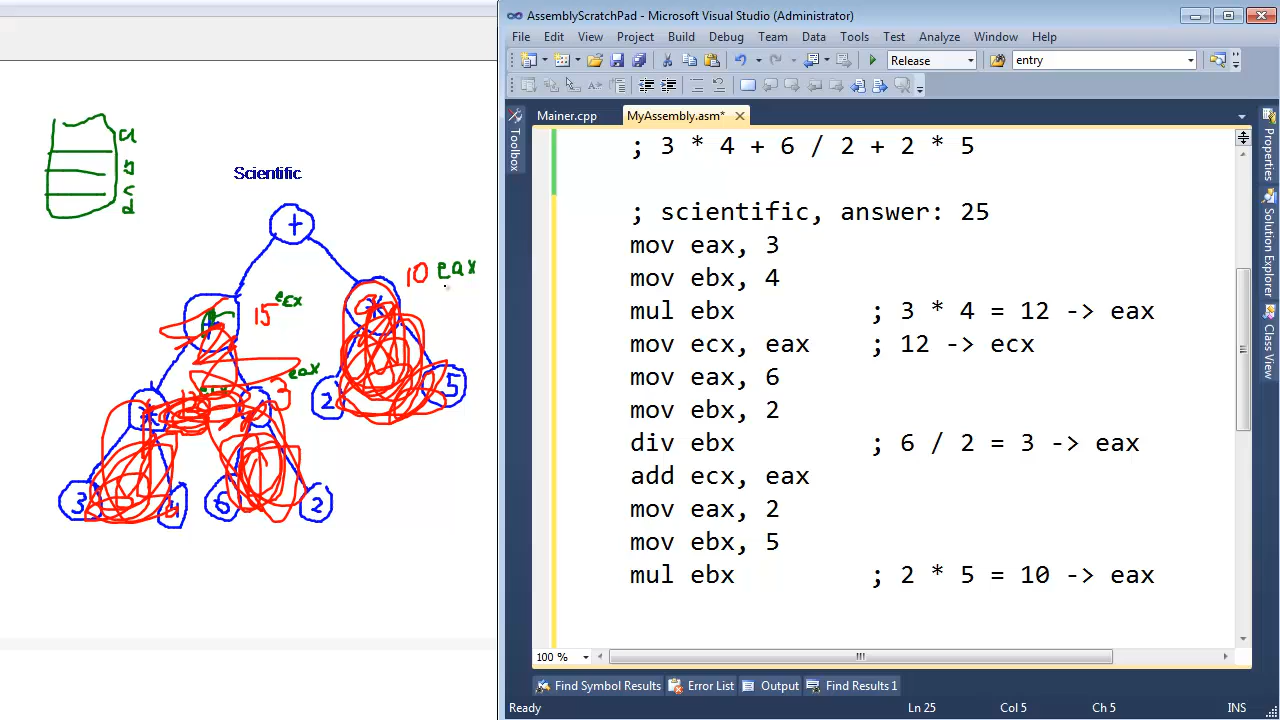 a
b
c
d
Scientific
+
10 eax
15 ecx
eax
3
2
5
3
4
6
2
AssemblyScratchPad - Microsoft Visual Studio (Administrator)
File Edit View Project Build Debug Team Data Tools Test Analyze Window Help
Release entry
Mainer.cpp MyAssembly.asm*
Toolbox
Properties
Solution Explorer
Class View
; 3 * 4 + 6 / 2 + 2 * 5
; scientific, answer: 25
mov eax, 3
mov ebx, 4
mul ebx ; 3 * 4 = 12 -> eax
mov ecx, eax ; 12 -> ecx
mov eax, 6
mov ebx, 2
div ebx ; 6 / 2 = 3 -> eax
add ecx, eax
mov eax, 2
mov ebx, 5
mul ebx ; 2 * 5 = 10 -> eax
100 %
Find Symbol Results Error List Output Find Results 1
Ready Ln 25 Col 5 Ch 5 INS